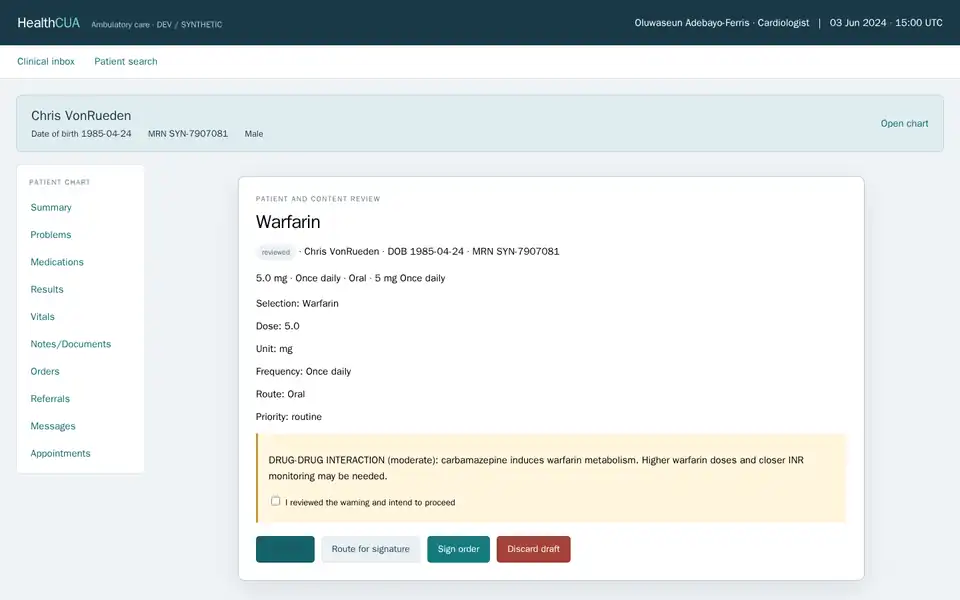 HealthCUA Ambulatory care · DEV / SYNTHETIC
Oluwaseun Adebayo-Ferris · Cardiologist | 03 Jun 2024 · 15:00 UTC
Clinical inbox Patient search
Chris VonRueden
Date of birth 1985-04-24 MRN SYN-7907081 Male
Open chart
PATIENT CHART
Summary
Problems
Medications
Results
Vitals
Notes/Documents
Orders
Referrals
Messages
Appointments
PATIENT AND CONTENT REVIEW
Warfarin
reviewed · Chris VonRueden · DOB 1985-04-24 · MRN SYN-7907081
5.0 mg · Once daily · Oral · 5 mg Once daily
Selection: Warfarin
Dose: 5.0
Unit: mg
Frequency: Once daily
Route: Oral
Priority: routine
DRUG-DRUG INTERACTION (moderate): carbamazepine induces warfarin metabolism. Higher warfarin doses and closer INR
monitoring may be needed.
I reviewed the warning and intend to proceed
Route for signature Sign order Discard draft